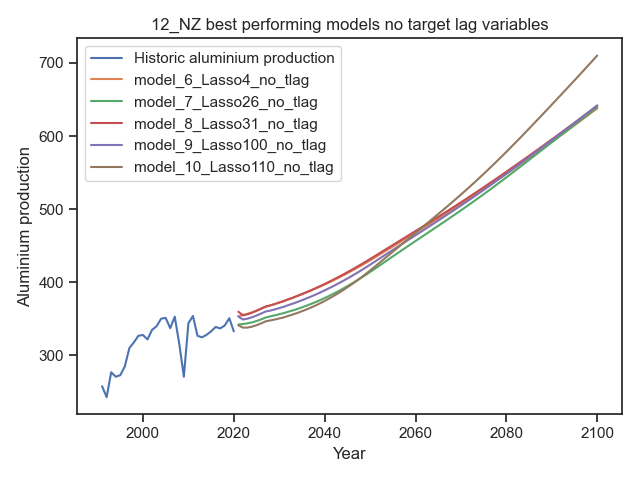 12_NZ best performing models no target lag variables
Historic aluminium production
model_6_Lasso4_no_tlag
model_7_Lasso26_no_tlag
model_8_Lasso31_no_tlag
model_9_Lasso100_no_tlag
model_10_Lasso110_no_tlag
Aluminium production
700
600
500
400
300
2000 2020 2040 2060 2080 2100
Year